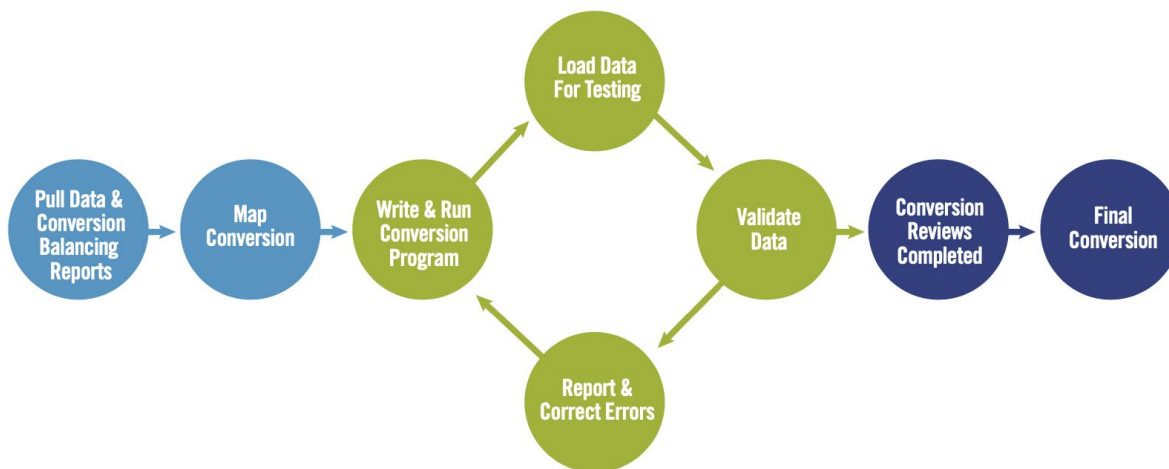 Pull Data &
Conversion
Balancing
Reports
Map
Conversion
Write & Run
Conversion
Program
Load Data
For Testing
Validate
Data
Report &
Correct Errors
Conversion
Reviews
Completed
Final
Conversion